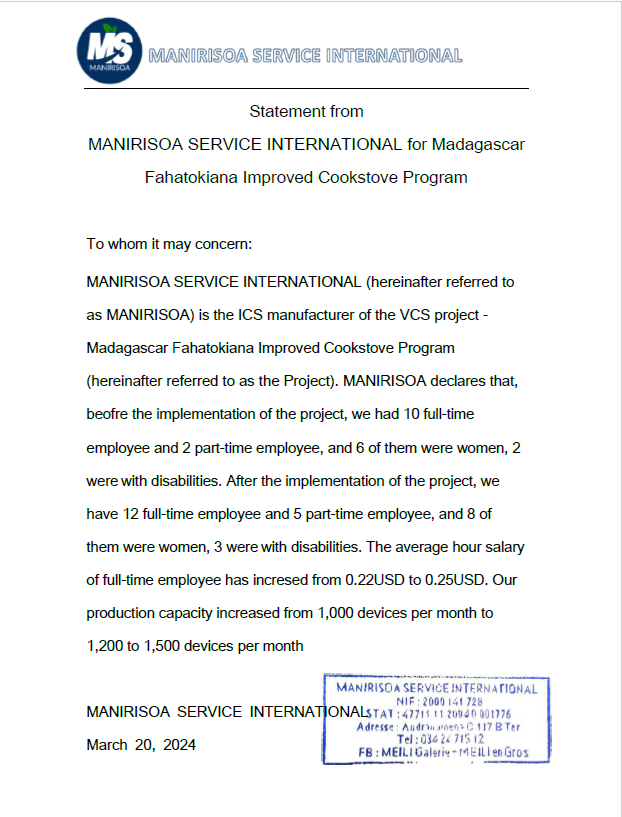 MS
MANIRISOA
MANIRISOA SERVICE INTERNATIONAL
Statement from
MANIRISOA SERVICE INTERNATIONAL for Madagascar
Fahatokiana Improved Cookstove Program
To whom it may concern:
MANIRISOA SERVICE INTERNATIONAL (hereinafter referred to
as MANIRISOA) is the ICS manufacturer of the VCS project -
Madagascar Fahatokiana Improved Cookstove Program
(hereinafter referred to as the Project). MANIRISOA declares that,
beofre the implementation of the project, we had 10 full-time
employee and 2 part-time employee, and 6 of them were women, 2
were with disabilities. After the implementation of the project, we
have 12 full-time employee and 5 part-time employee, and 8 of
them were women, 3 were with disabilities. The average hour salary
of full-time employee has incresed from 0.22USD to 0.25USD. Our
production capacity increased from 1,000 devices per month to
1,200 to 1,500 devices per month
MANIRISOA SERVICE INTERNATIONAL
March 20, 2024
MANIRISOA SERVICE INTERNATIONAL
NIF : 2000 141 728
STAT :
Adresse : 117 B Ter
Tel : 034 24 715 12
FB : MEILI Galerie - MEILI en Gros